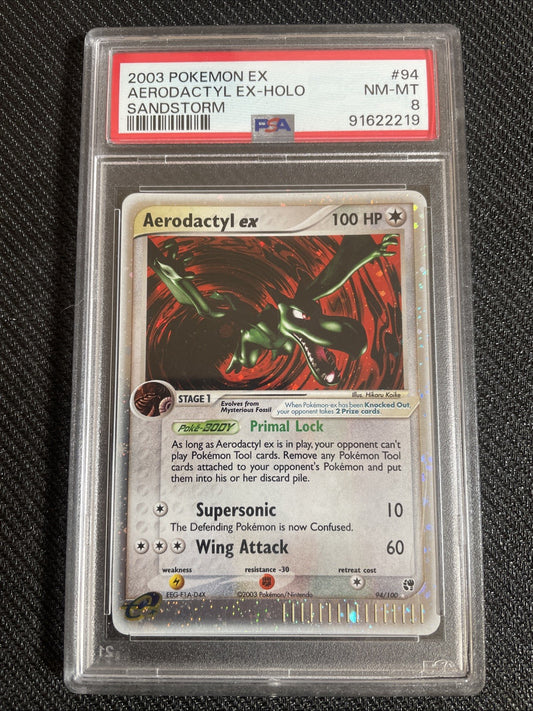 2003 POKEMON EX #94
AERODACTYL EX-HOLO NM-MT
SANDSTORM 8
PSA 91622219
Aerodactyl ex 100 HP
Illus. Hikaru Koike
STAGE 1 Evolves from Mysterious Fossil
When Pokémon-ex has been Knocked Out,
your opponent takes 2 Prize cards.
Poké-BODY Primal Lock
As long as Aerodactyl ex is in play, your opponent can't
play Pokémon Tool cards. Remove any Pokémon Tool
cards attached to your opponent's Pokémon and put
them into his or her discard pile.
Supersonic 10
The Defending Pokémon is now Confused.
Wing Attack 60
weakness resistance -30 retreat cost
EEG-F1A-D4X ©2003 Pokémon/Nintendo 94/100
e